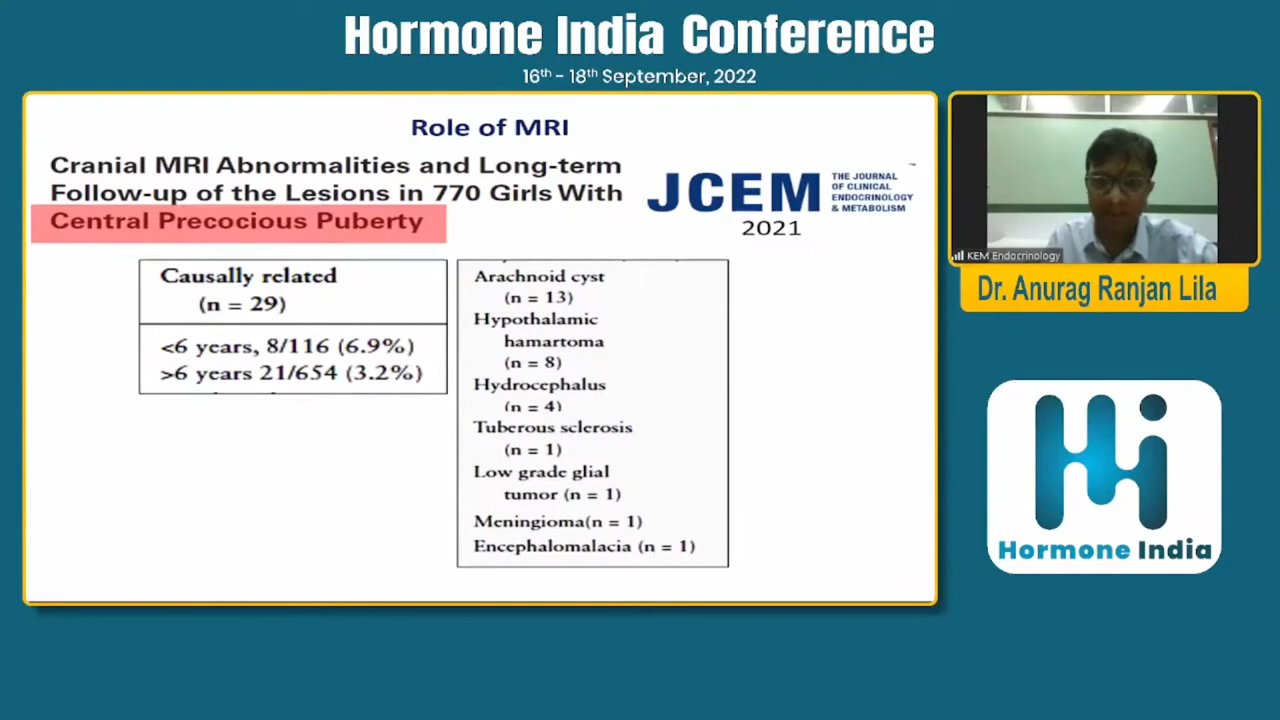 Hormone India Conference
16th - 18th September, 2022
Role of MRI
Cranial MRI Abnormalities and Long-term
Follow-up of the Lesions in 770 Girls With
Central Precocious Puberty
JCEM
THE JOURNAL
OF CLINICAL
ENDOCRINOLOGY
& METABOLISM
2021
Causally related
(n = 29)
<6 years, 8/116 (6.9%)
>6 years 21/654 (3.2%)
Arachnoid cyst
(n = 13)
Hypothalamic
hamartoma
(n = 8)
Hydrocephalus
(n = 4)
Tuberous sclerosis
(n = 1)
Low grade glial
tumor (n = 1)
Meningioma(n = 1)
Encephalomalacia (n = 1)
KEM Endocrinology
Dr. Anurag Ranjan Lila
Hormone India